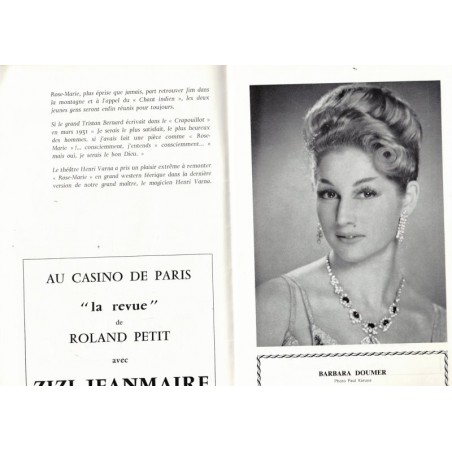 Rose-Marie, plus éprise que jamais, part retrouver Jim dans
la montagne et à l'appel du « Chant indien », les deux
jeunes gens seront enfin réunis pour toujours.
Si le grand Tristan Bernard écrivait dans le « Crapouillot »
en mars 1931 « Je serais le plus satisfait, le plus heureux
des hommes, si j'avais fait une pièce comme « Rose-
Marie »!... consciemment, j'entends « consciemment... »
mais oui, je serais le bon Dieu. »
Le théâtre Henri Varna a pris un plaisir extrême à remonter
« Rose-Marie » en grand western féerique dans la dernière
version de notre grand maître, le magicien Henri Varna.
AU CASINO DE PARIS
"la revue"
de
ROLAND PETIT
avec
ZIZI JEANMAIRE
BARBARA DOUMER
Photo Paul